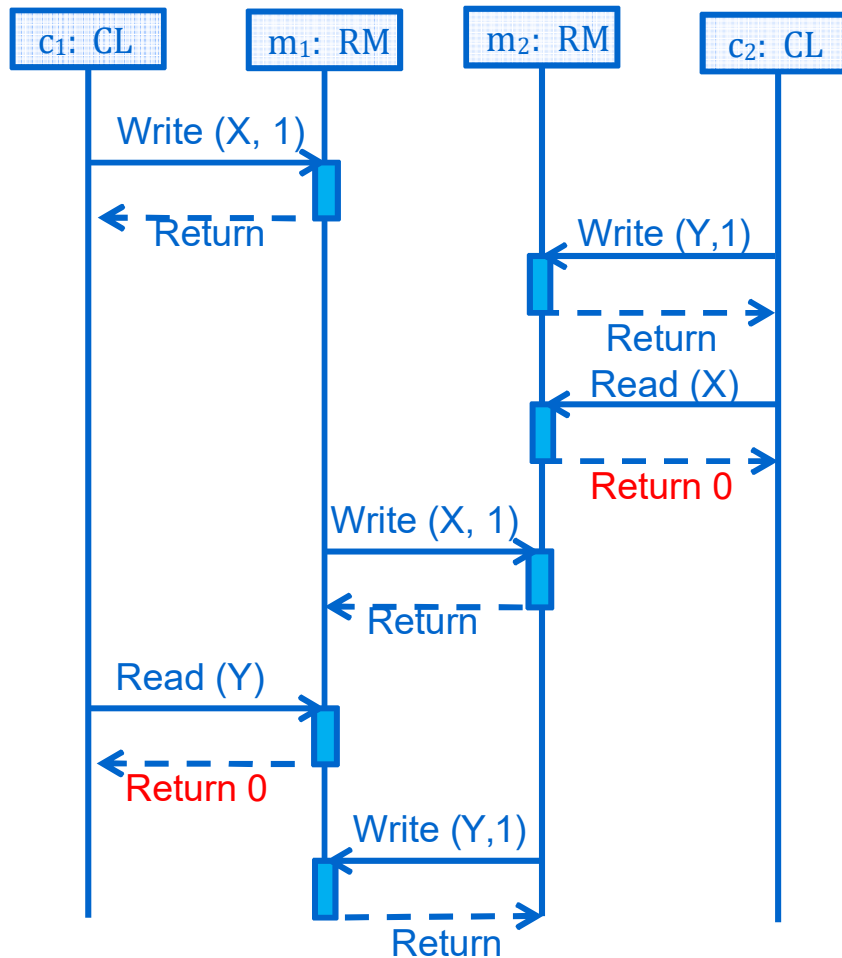 c₁: CL
m₁: RM
m₂: RM
c₂: CL
Write (X, 1)
Return
Write (Y,1)
Return
Read (X)
Return 0
Write (X, 1)
Return
Read (Y)
Return 0
Write (Y,1)
Return